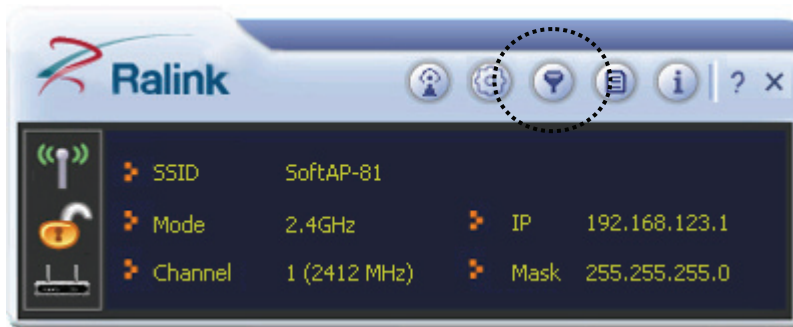 Ralink
? ×
SSID SoftAP-81
Mode 2.4GHz IP 192.168.123.1
Channel 1 (2412 MHz) Mask 255.255.255.0